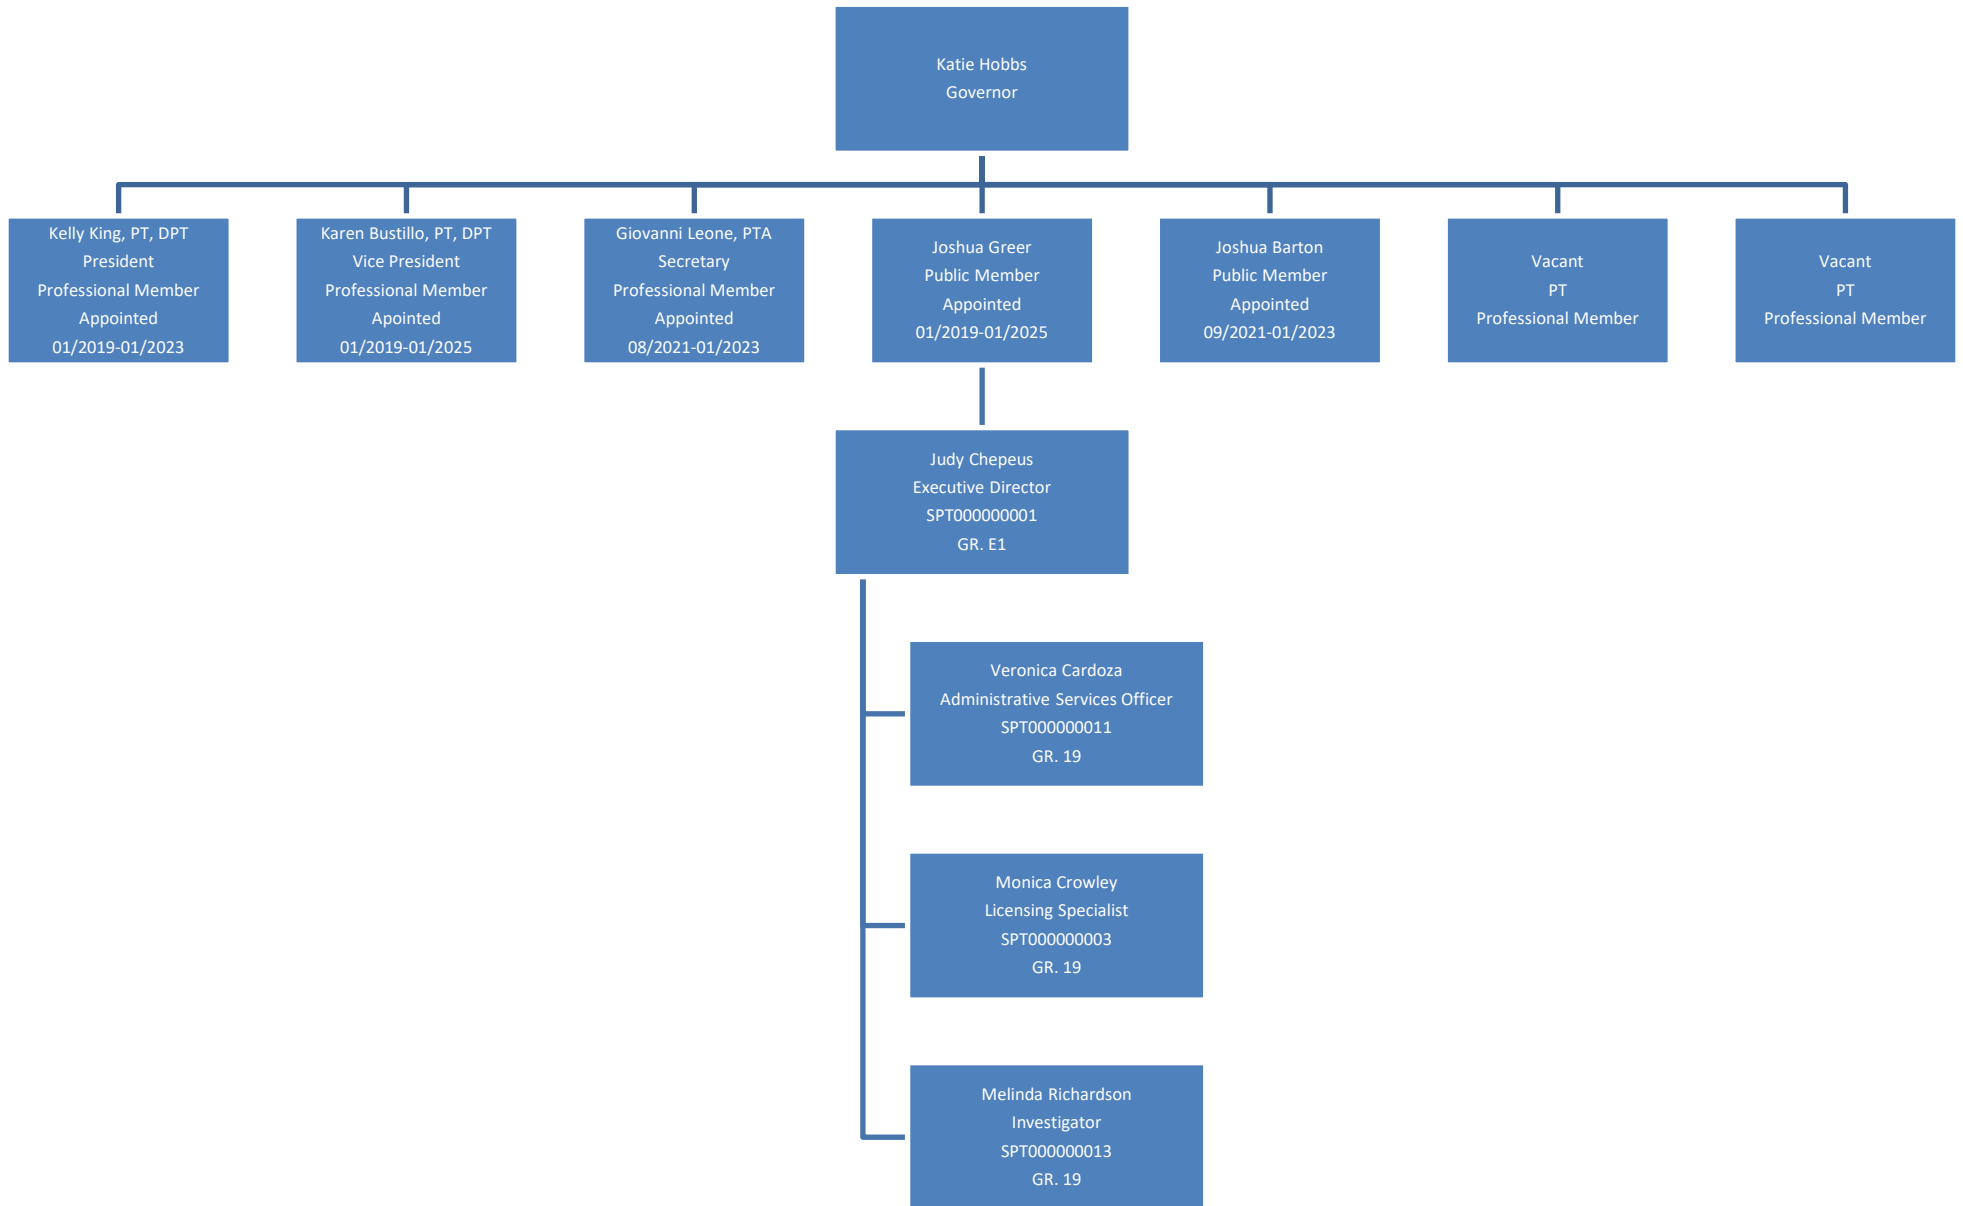 Katie Hobbs
Governor
Kelly King, PT, DPT
President
Professional Member
Appointed
01/2019-01/2023
Karen Bustillo, PT, DPT
Vice President
Professional Member
Apointed
01/2019-01/2025
Giovanni Leone, PTA
Secretary
Professional Member
Appointed
08/2021-01/2023
Joshua Greer
Public Member
Appointed
01/2019-01/2025
Joshua Barton
Public Member
Appointed
09/2021-01/2023
Vacant
PT
Professional Member
Vacant
PT
Professional Member
Judy Chepeus
Executive Director
SPT000000001
GR. E1
Veronica Cardoza
Administrative Services Officer
SPT000000011
GR. 19
Monica Crowley
Licensing Specialist
SPT000000003
GR. 19
Melinda Richardson
Investigator
SPT000000013
GR. 19